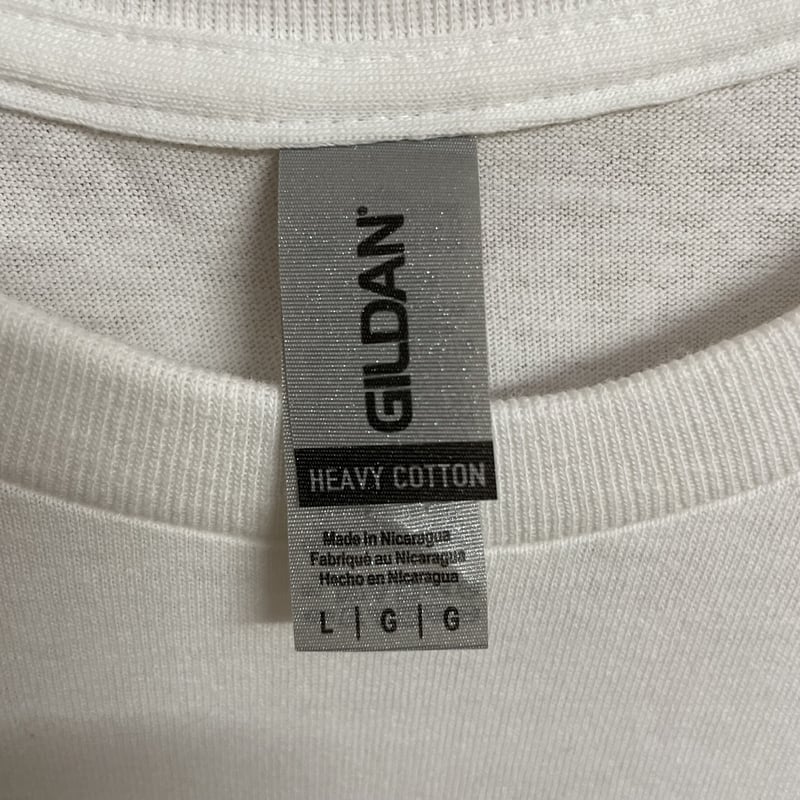 GILDAN®
HEAVY COTTON
Made in Nicaragua
Fabriqué au Nicaragua
Hecho en Nicaragua
L | G | G